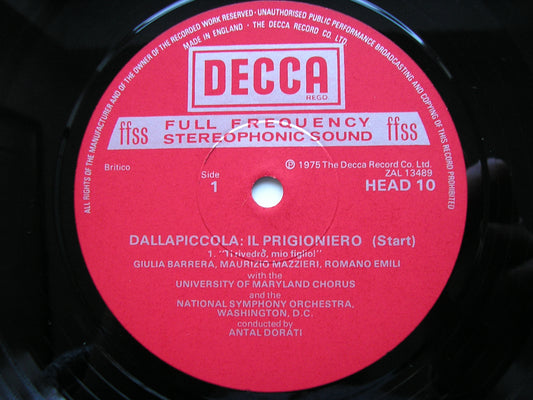 ALL RIGHTS OF THE MANUFACTURER AND OF THE OWNER OF THE RECORDED WORK RESERVED · UNAUTHORISED PUBLIC PERFORMANCE BROADCASTING AND COPYING OF THIS RECORD PROHIBITED
MADE IN ENGLAND · THE DECCA RECORD CO. LTD.
DECCA
REGD.
ffss FULL FREQUENCY STEREOPHONIC SOUND ffss
Britico
Side
1
Ⓟ 1975 The Decca Record Co. Ltd.
ZAL 13489
HEAD 10
DALLAPICCOLA: IL PRIGIONIERO (Start)
1. "Ti rivedrò, mio figlio!"
GIULIA BARRERA, MAURIZIO MAZZIERI, ROMANO EMILI
with the
UNIVERSITY OF MARYLAND CHORUS
and the
NATIONAL SYMPHONY ORCHESTRA,
WASHINGTON, D.C.
conducted by
ANTAL DORATI